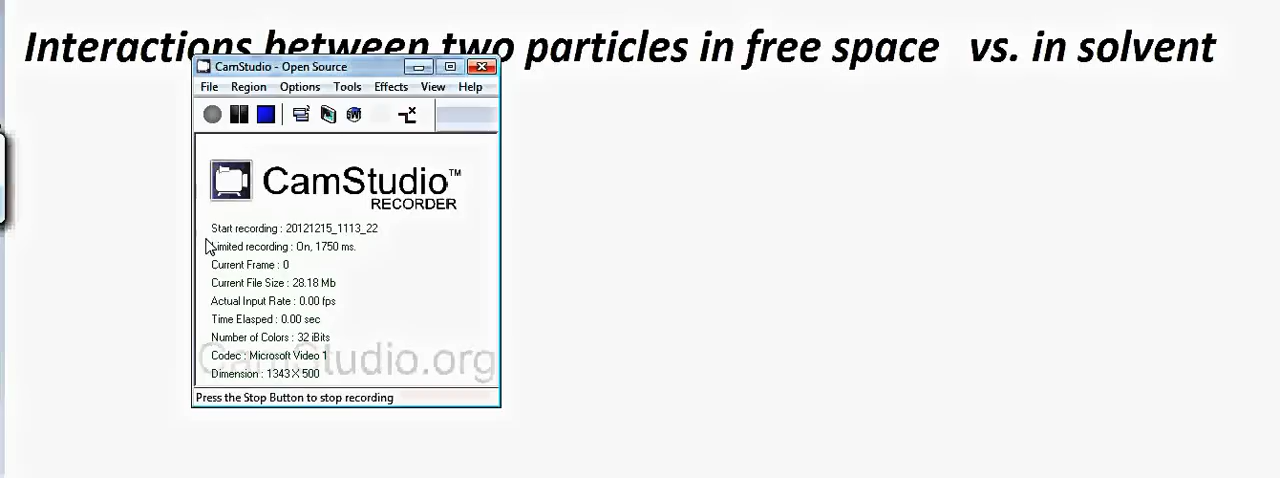 Interactions between two particles in free space vs. in solvent
CamStudio - Open Source
File Region Options Tools Effects View Help
CamStudio™
RECORDER
Start recording : 20121215_1113_22
Limited recording : On, 1750 ms.
Current Frame : 0
Current File Size : 28.18 Mb
Actual Input Rate : 0.00 fps
Time Elasped : 0.00 sec
Number of Colors : 32 iBits
CamStudio.org
Codec : Microsoft Video 1
Dimension : 1343 X 500
Press the Stop Button to stop recording